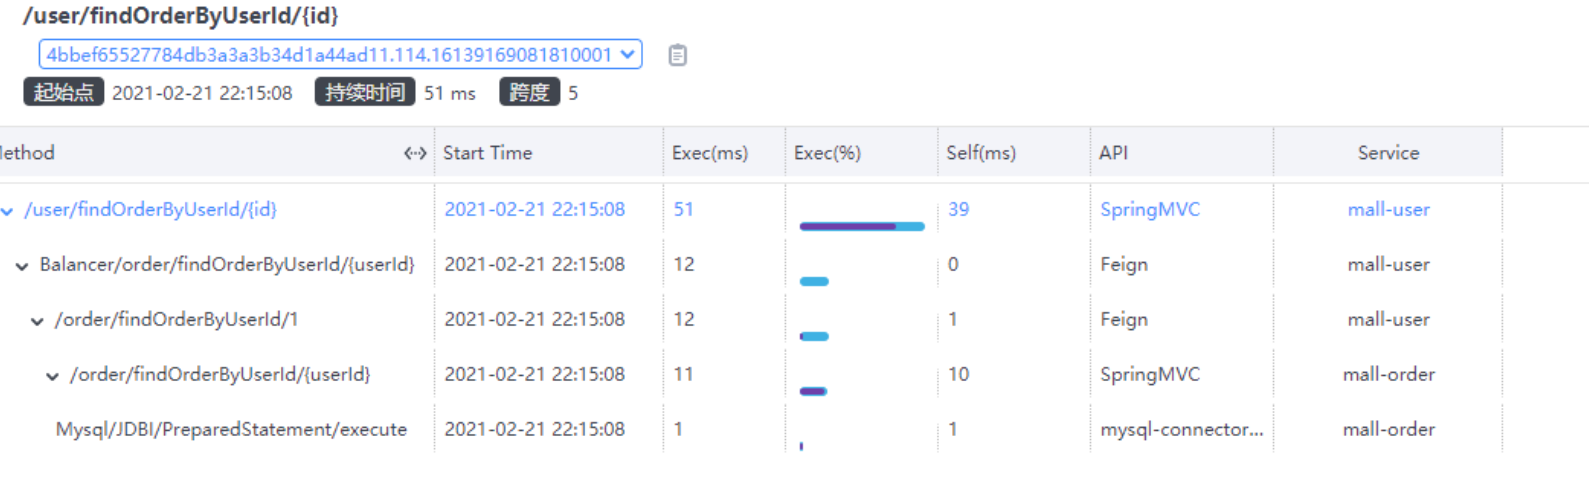 /user/findOrderByUserId/{id}
4bbef65527784db3a3a3b34d1a44ad11.114.16139169081810001
起始点 2021-02-21 22:15:08 持续时间 51 ms 跨度 5
lethod Start Time Exec(ms) Exec(%) Self(ms) API Service
/user/findOrderByUserId/{id} 2021-02-21 22:15:08 51 39 SpringMVC mall-user
Balancer/order/findOrderByUserId/{userId} 2021-02-21 22:15:08 12 0 Feign mall-user
/order/findOrderByUserId/1 2021-02-21 22:15:08 12 1 Feign mall-user
/order/findOrderByUserId/{userId} 2021-02-21 22:15:08 11 10 SpringMVC mall-order
Mysql/JDBI/PreparedStatement/execute 2021-02-21 22:15:08 1 1 mysql-connector... mall-order